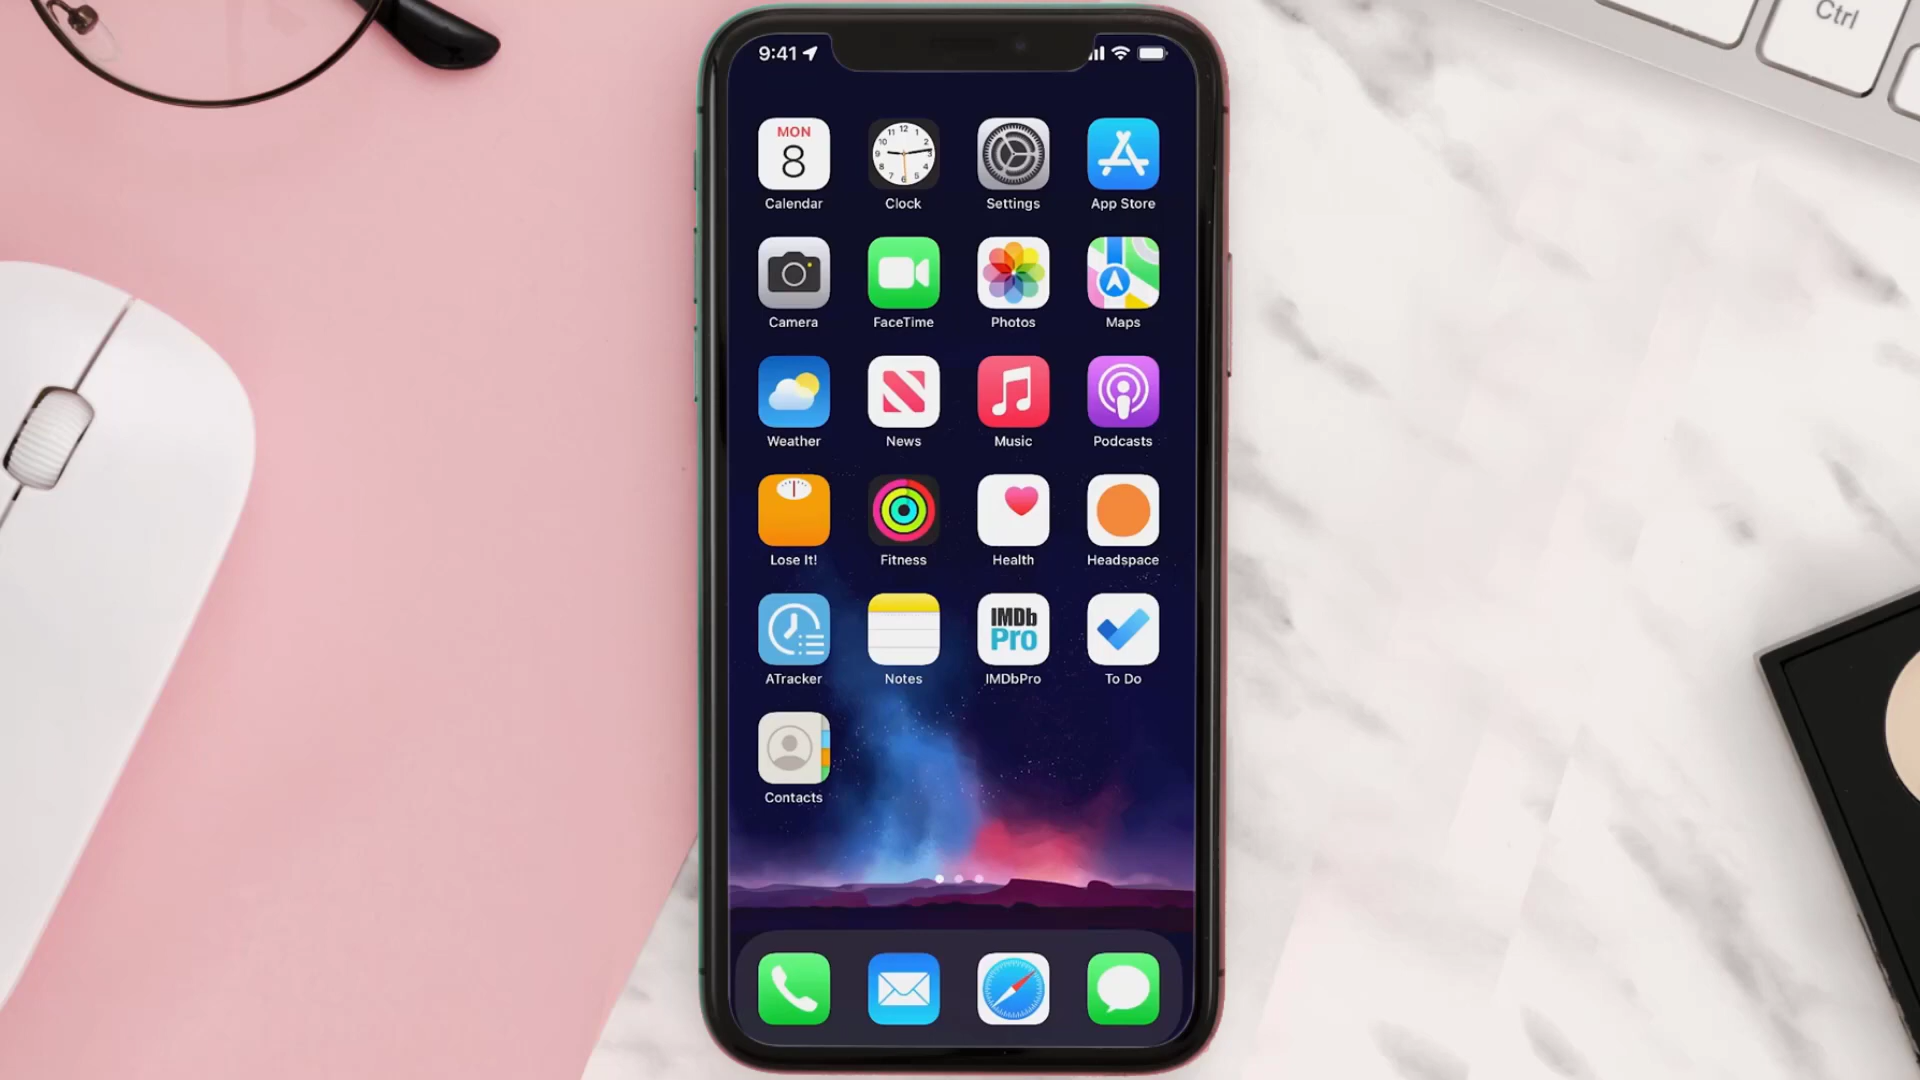 Ctrl
9:41
MON
8
Calendar
Clock
Settings
App Store
Camera
FaceTime
Photos
Maps
Weather
News
Music
Podcasts
Lose It!
Fitness
Health
Headspace
IMDb
Pro
ATracker
Notes
IMDbPro
To Do
Contacts